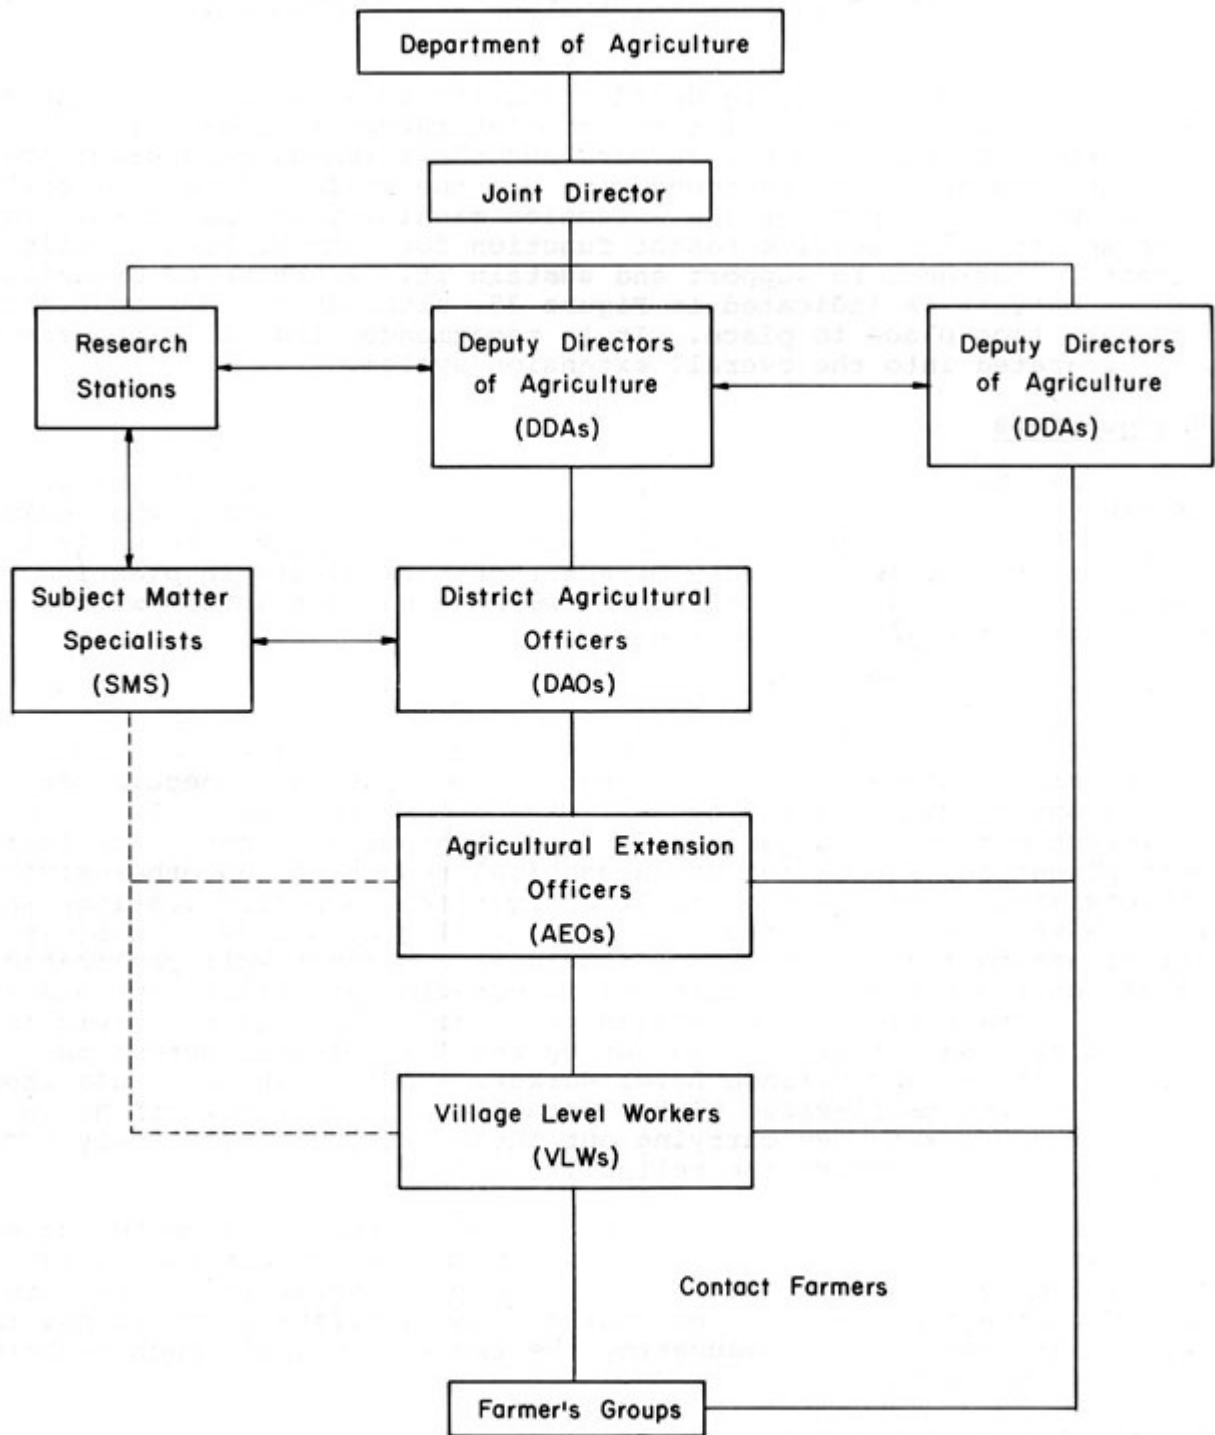 Department of Agriculture
Joint Director
Research
Stations
Deputy Directors
of Agriculture
(DDAs)
Deputy Directors
of Agriculture
(DDAs)
Subject Matter
Specialists
(SMS)
District Agricultural
Officers
(DAOs)
Agricultural Extension
Officers
(AEOs)
Village Level Workers
(VLWs)
Contact Farmers
Farmer's Groups